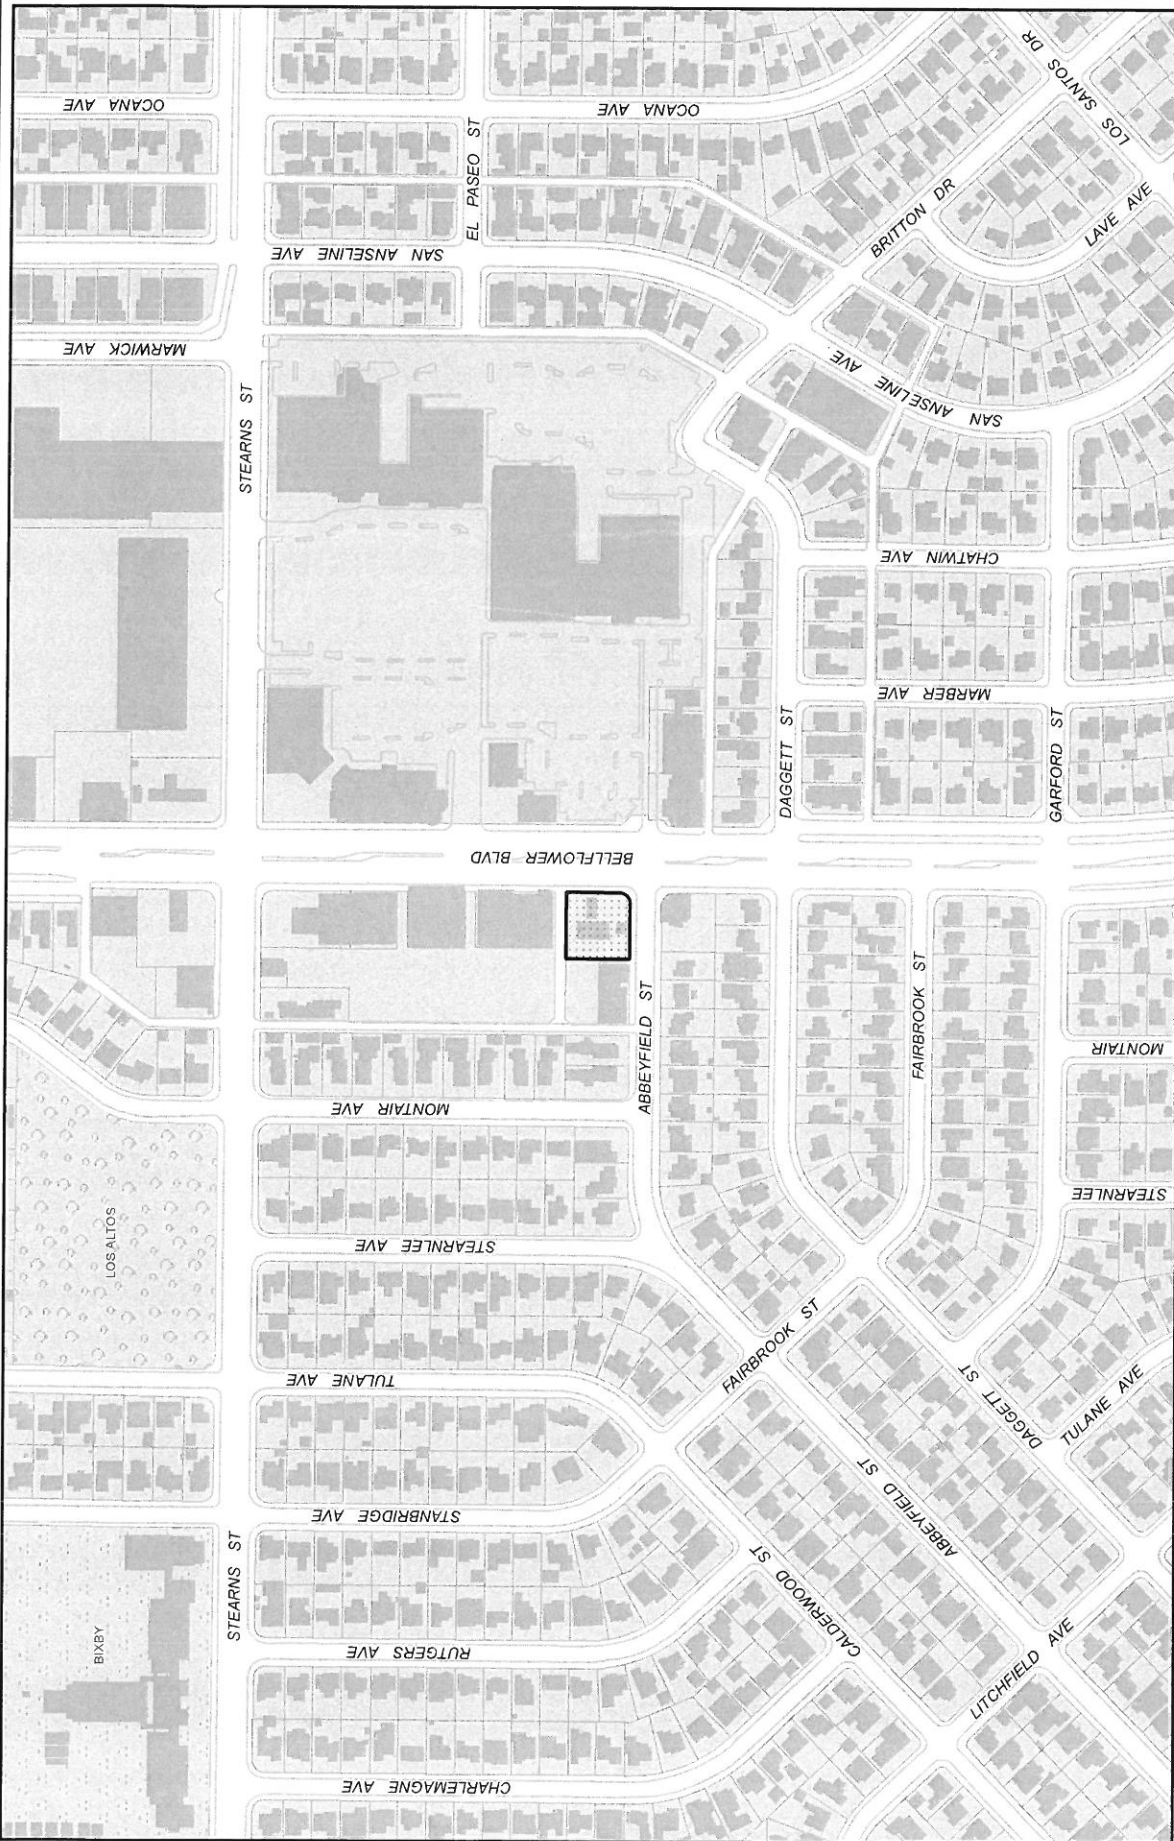 LOS SANTOS DR
OCANA AVE
OCANA AVE
EL PASEO ST
BRITTON DR
LAVE AVE
SAN ANSELINE AVE
MARWICK AVE
STEARNS ST
SAN ANSELINE AVE
CHATWIN AVE
MARBER AVE
DAGGETT ST
GARFORD ST
BELLFLOWER BLVD
ABBEYFIELD ST
FAIRBROOK ST
MONTAIR
MONTAIR AVE
STEARNLEE
LOS ALTOS
STEARNLEE AVE
FAIRBROOK ST
TULANE AVE
DAGGETT ST
TULANE AVE
STANBRIDGE AVE
ABBEYFIELD ST
STEARNS ST
CALDERWOOD ST
BIXBY
RUTGERS AVE
LITCHFIELD AVE
CHARLEMAGNE AVE